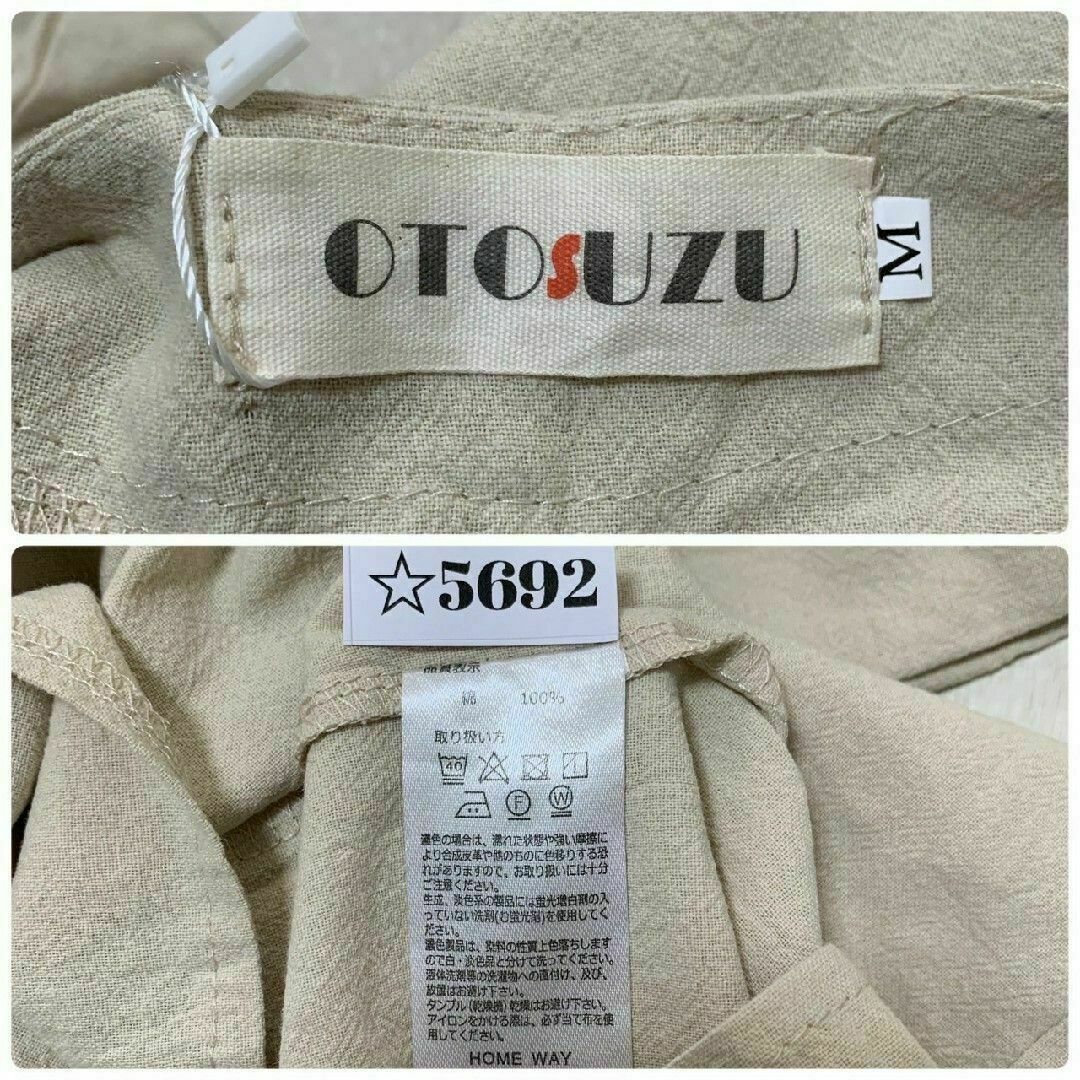 OTOSUZU
M
☆5692
品質表示
綿 100%
取り扱い方
40
F W
濃色の場合は、濡れた状態や強い摩擦に
より合成皮革や他のものに色移りする恐
れがありますので、お取り扱いには十分
ご注意ください。
生成、淡色系の製品には蛍光増白剤の入
っていない洗剤(無蛍光剤)を使用してく
ださい。
濃色製品は、染料の性質上色落ちします
ので白・淡色品と分けて洗ってください。
液体洗剤等の洗濯物への直付け、及び、
放置はお避け下さい。
タンブル(乾燥機)乾燥はお避け下さい。
アイロンをかける際は、必ず当て布を使
用してください。
HOME WAY